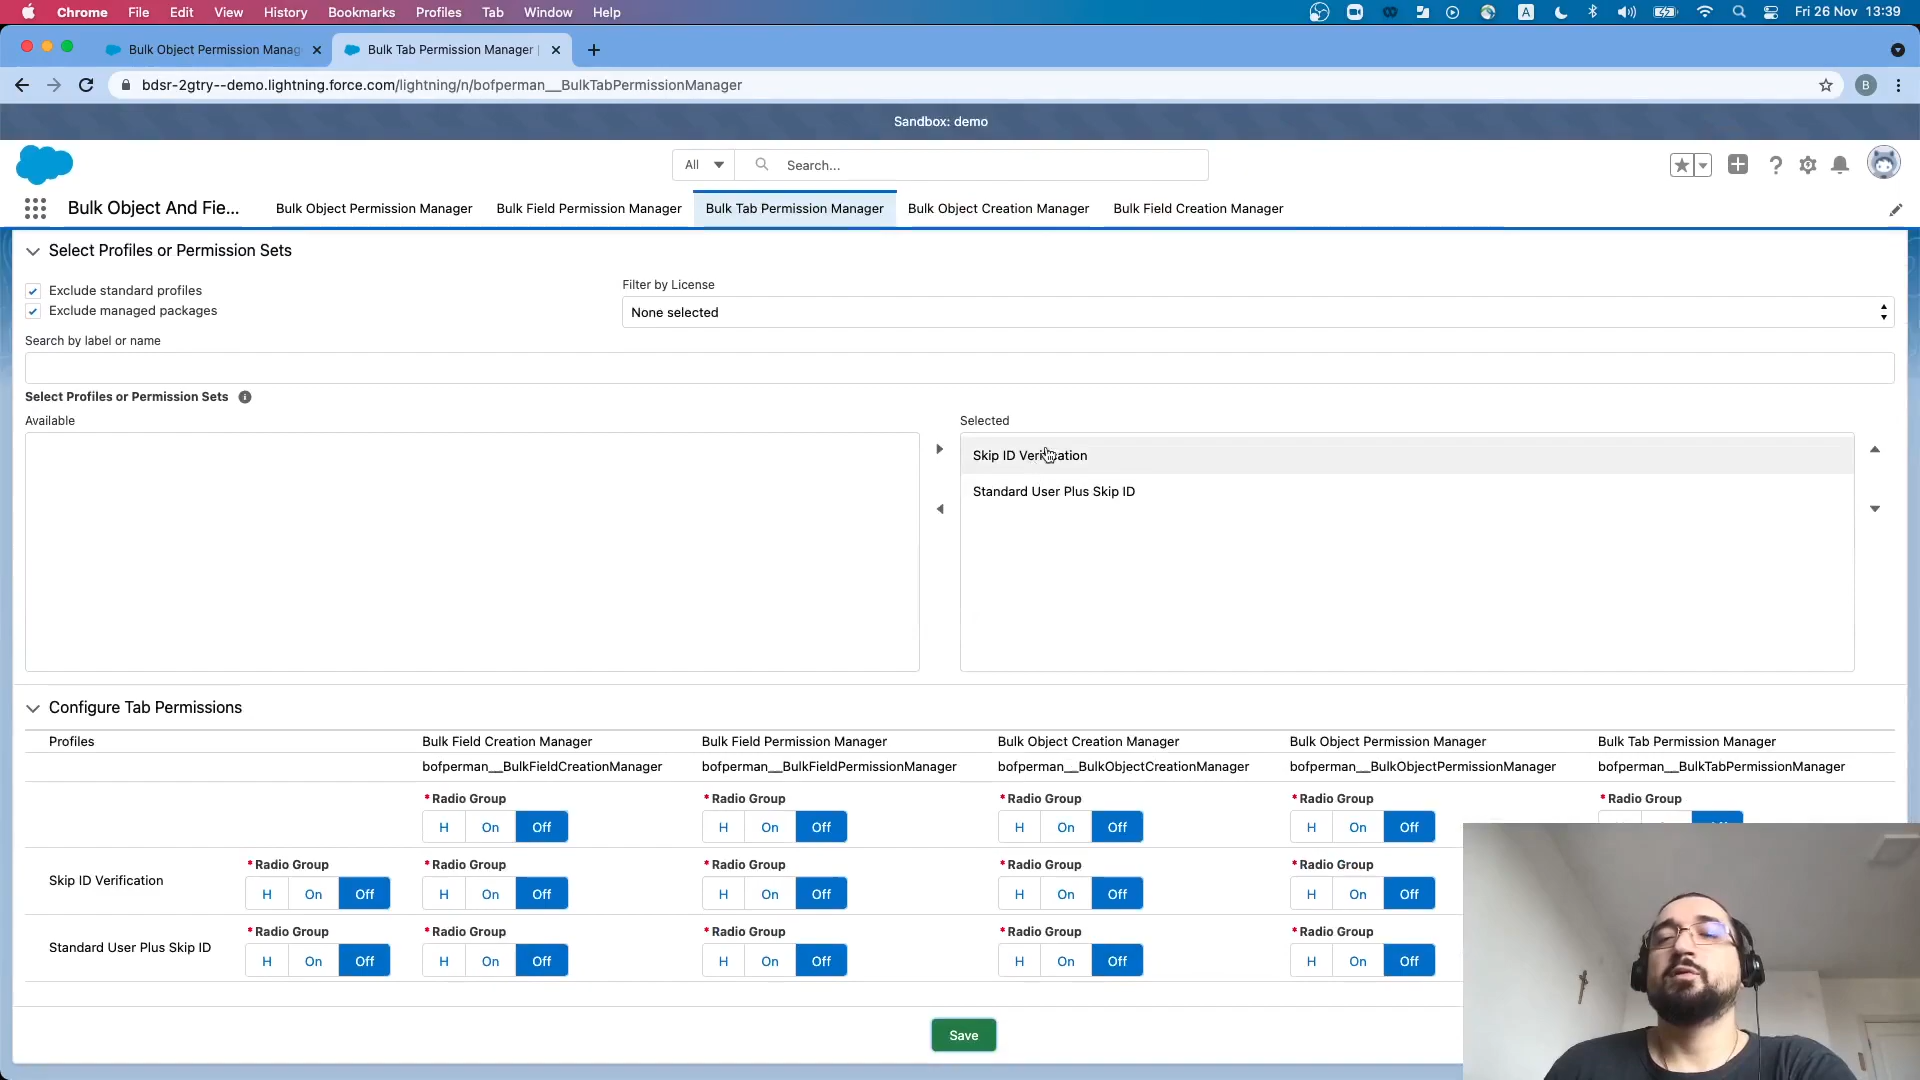 Chrome File Edit View History Bookmarks Profiles Tab Window Help
A
Fri 26 Nov 13:39
Bulk Object Permission Manag
Bulk Tab Permission Manager
bdsr-2gtry--demo.lightning.force.com/lightning/n/bofperman__BulkTabPermissionManager
B
Sandbox: demo
All
Search...
Bulk Object And Fie...
Bulk Object Permission Manager
Bulk Field Permission Manager
Bulk Tab Permission Manager
Bulk Object Creation Manager
Bulk Field Creation Manager
Select Profiles or Permission Sets
Exclude standard profiles
Exclude managed packages
Filter by License
None selected
Search by label or name
Select Profiles or Permission Sets
Available
Selected
Skip ID Verification
Standard User Plus Skip ID
Configure Tab Permissions
Profiles
Bulk Field Creation Manager
Bulk Field Permission Manager
Bulk Object Creation Manager
Bulk Object Permission Manager
Bulk Tab Permission Manager
bofperman__BulkFieldCreationManager
bofperman__BulkFieldPermissionManager
bofperman__BulkObjectCreationManager
bofperman__BulkObjectPermissionManager
bofperman__BulkTabPermissionManager
*Radio Group *Radio Group *Radio Group *Radio Group *Radio Group
H On Off H On Off H On Off H On Off
*Radio Group *Radio Group *Radio Group *Radio Group *Radio Group
Skip ID Verification
H On Off H On Off H On Off H On Off H On Off
*Radio Group *Radio Group *Radio Group *Radio Group *Radio Group
Standard User Plus Skip ID
H On Off H On Off H On Off H On Off H On Off
Save